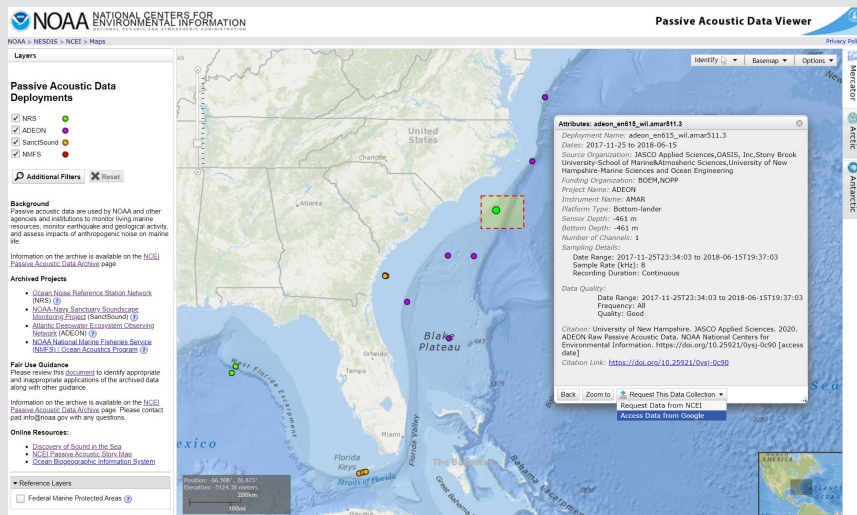 NOAA NATIONAL CENTERS FOR
ENVIRONMENTAL INFORMATION
NATIONAL OCEANIC AND ATMOSPHERIC ADMINISTRATION
Passive Acoustic Data Viewer
NOAA > NESDIS > NCEI > Maps
Layers
Passive Acoustic Data
Deployments
NRS
ADEON
SanctSound
NMFS
Additional Filters
Reset
Background
Passive acoustic data are used by NOAA and other
agencies and institutions to monitor living marine
resources, monitor earthquake and geological activity,
and assess impacts of anthropogenic noise on marine
life.
Information on the archive is available on the NCEI
Passive Acoustic Data Archive page
Archived Projects
Ocean Noise Reference Station Network
(NRS) (?)
NOAA-Navy Sanctuary Soundscape
Monitoring Project (SanctSound) (?)
Atlantic Deepwater Ecosystem Observing
Network (ADEON) (?)
NOAA National Marine Fisheries Service
(NMFS) / Ocean Acoustics Program (?)
Fair Use Guidance
Please review this document to identify appropriate
and inappropriate applications of the archived data
along with other guidance.
Information on the archive is available on the NCEI
Passive Acoustic Data Archive page. Please contact
pad.info@noaa.gov with any questions.
Online Resources:
Discovery of Sound in the Sea
NCEI Passive Acoustic Story Map
Ocean Biogeographic Information System
Reference Layers
Federal Marine Protected Areas (?)
Identify
Basemap
Options
Mercator
Arctic
Antarctic
United
States
Charlotte
Atlanta
Blake
Plateau
Orlando
Tampa
West Florida Escarpment
Miami
Florida Valley
Florida
Keys
Straits of Florida
The Bahamas
Bahama Escarpment
Great Bahama
Havana
exico
Sea
Position: -66.508°, 26.873°
Elevation: -5124.38 meters
200km
100mi
NORTH
AMERICA
ATLANTIC
OCEAN
Attributes: adeon_en615_wil.amar511.3
Deployment Name: adeon_en615_wil.amar511.3
Dates: 2017-11-25 to 2018-06-15
Source Organization: JASCO Applied Sciences,OASIS, Inc,Stony Brook
University-School of Marine&Atmospheric Sciences,University of New
Hampshire-Marine Sciences and Ocean Engineering
Funding Organization: BOEM,NOPP
Project Name: ADEON
Instrument Name: AMAR
Platform Type: Bottom-lander
Sensor Depth: -461 m
Bottom Depth: -461 m
Number of Channels: 1
Sampling Details:
Date Range: 2017-11-25T23:34:03 to 2018-06-15T19:37:03
Sample Rate (kHz): 8
Recording Duration: Continuous
Data Quality:
Date Range: 2017-11-25T23:34:03 to 2018-06-15T19:37:03
Frequency: All
Quality: Good
Citation: University of New Hampshire. JASCO Applied Sciences. 2020.
ADEON Raw Passive Acoustic Data. NOAA National Centers for
Environmental Information. https://doi.org/10.25921/0ysj-0c90 [access
date]
Citation Link: https://doi.org/10.25921/0ysj-0c90
Back
Zoom to
Request This Data Collection
Request Data from NCEI
Access Data from Google